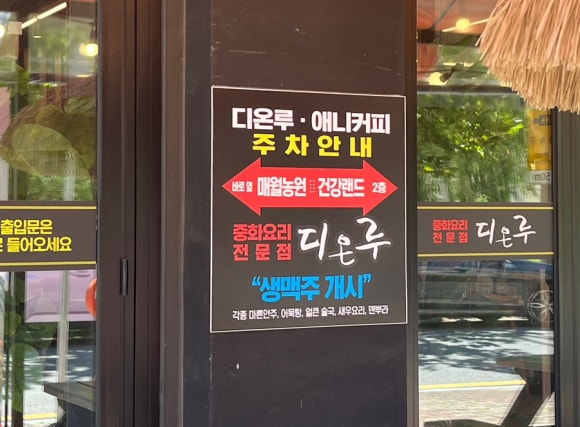 디온루 · 애니커피
주차안내
바로 옆 매월농원 건강랜드 2층
중화요리
전문점 디온루
"생맥주 개시"
각종 마른안주, 어묵탕, 얼큰 술국, 새우요리, 덴뿌라
출입문은
들어오세요
중화요리
전문점 디온루
50m